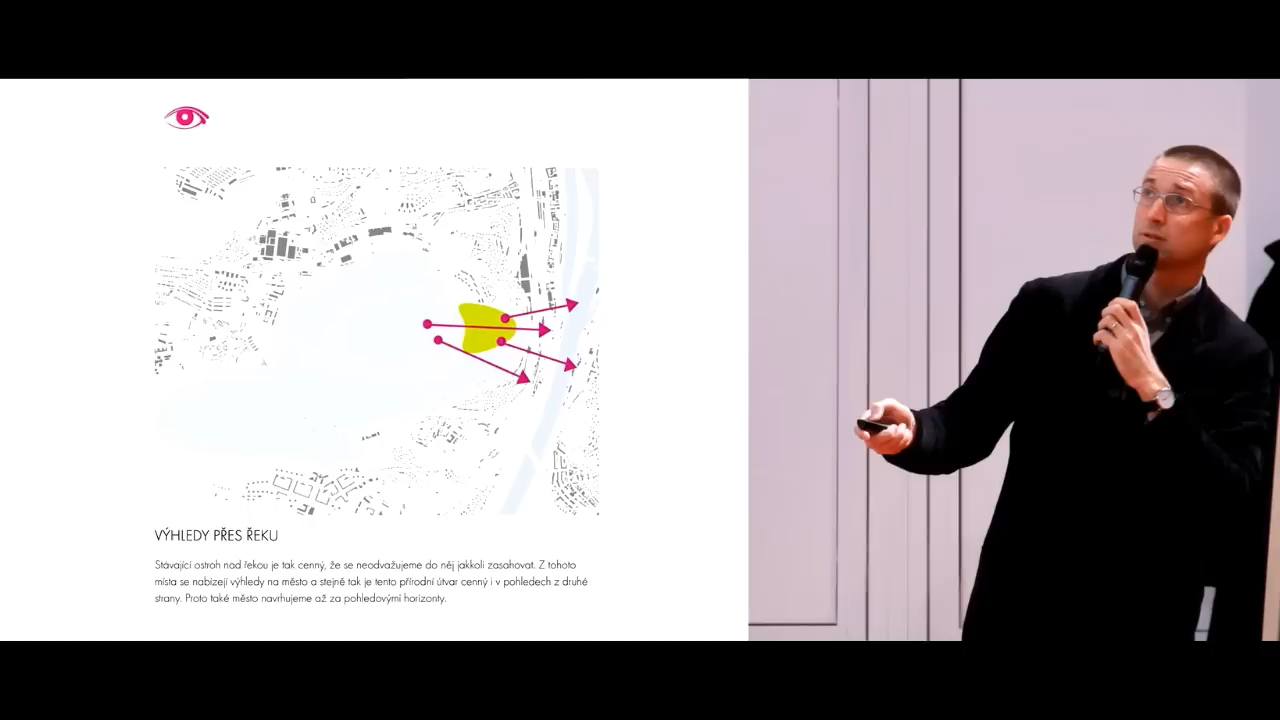 VÝHLEDY PŘES ŘEKU
Stávající ostroh nad řekou je tak cenný, že se neodvažujeme do něj jakkoli zasahovat. Z tohoto
místa se nabízejí výhledy na město a stejně tak je tento přírodní útvar cenný i v pohledech z druhé
strany. Proto také město navrhujeme až za pohledovými horizonty.